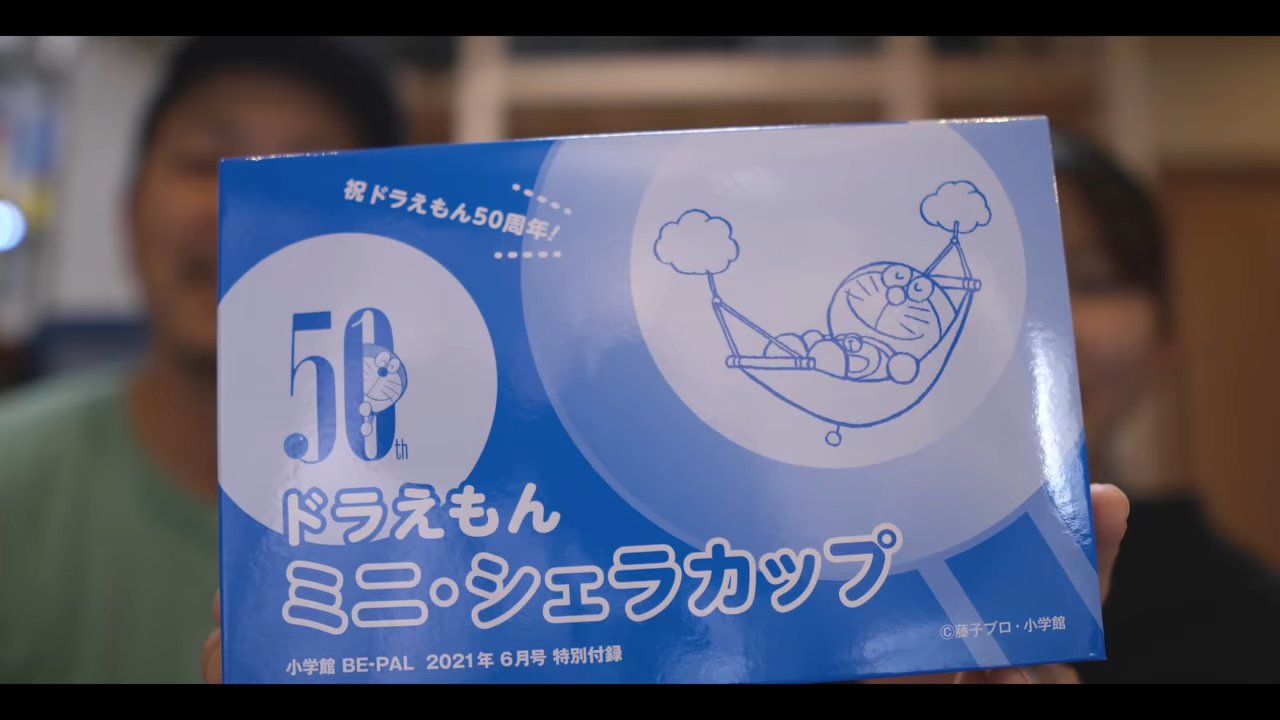 祝ドラえもん50周年!
50th
ドラえもん
ミニ・シェラカップ
小学館 BE-PAL 2021年 6月号 特別付録
©藤子プロ・小学館